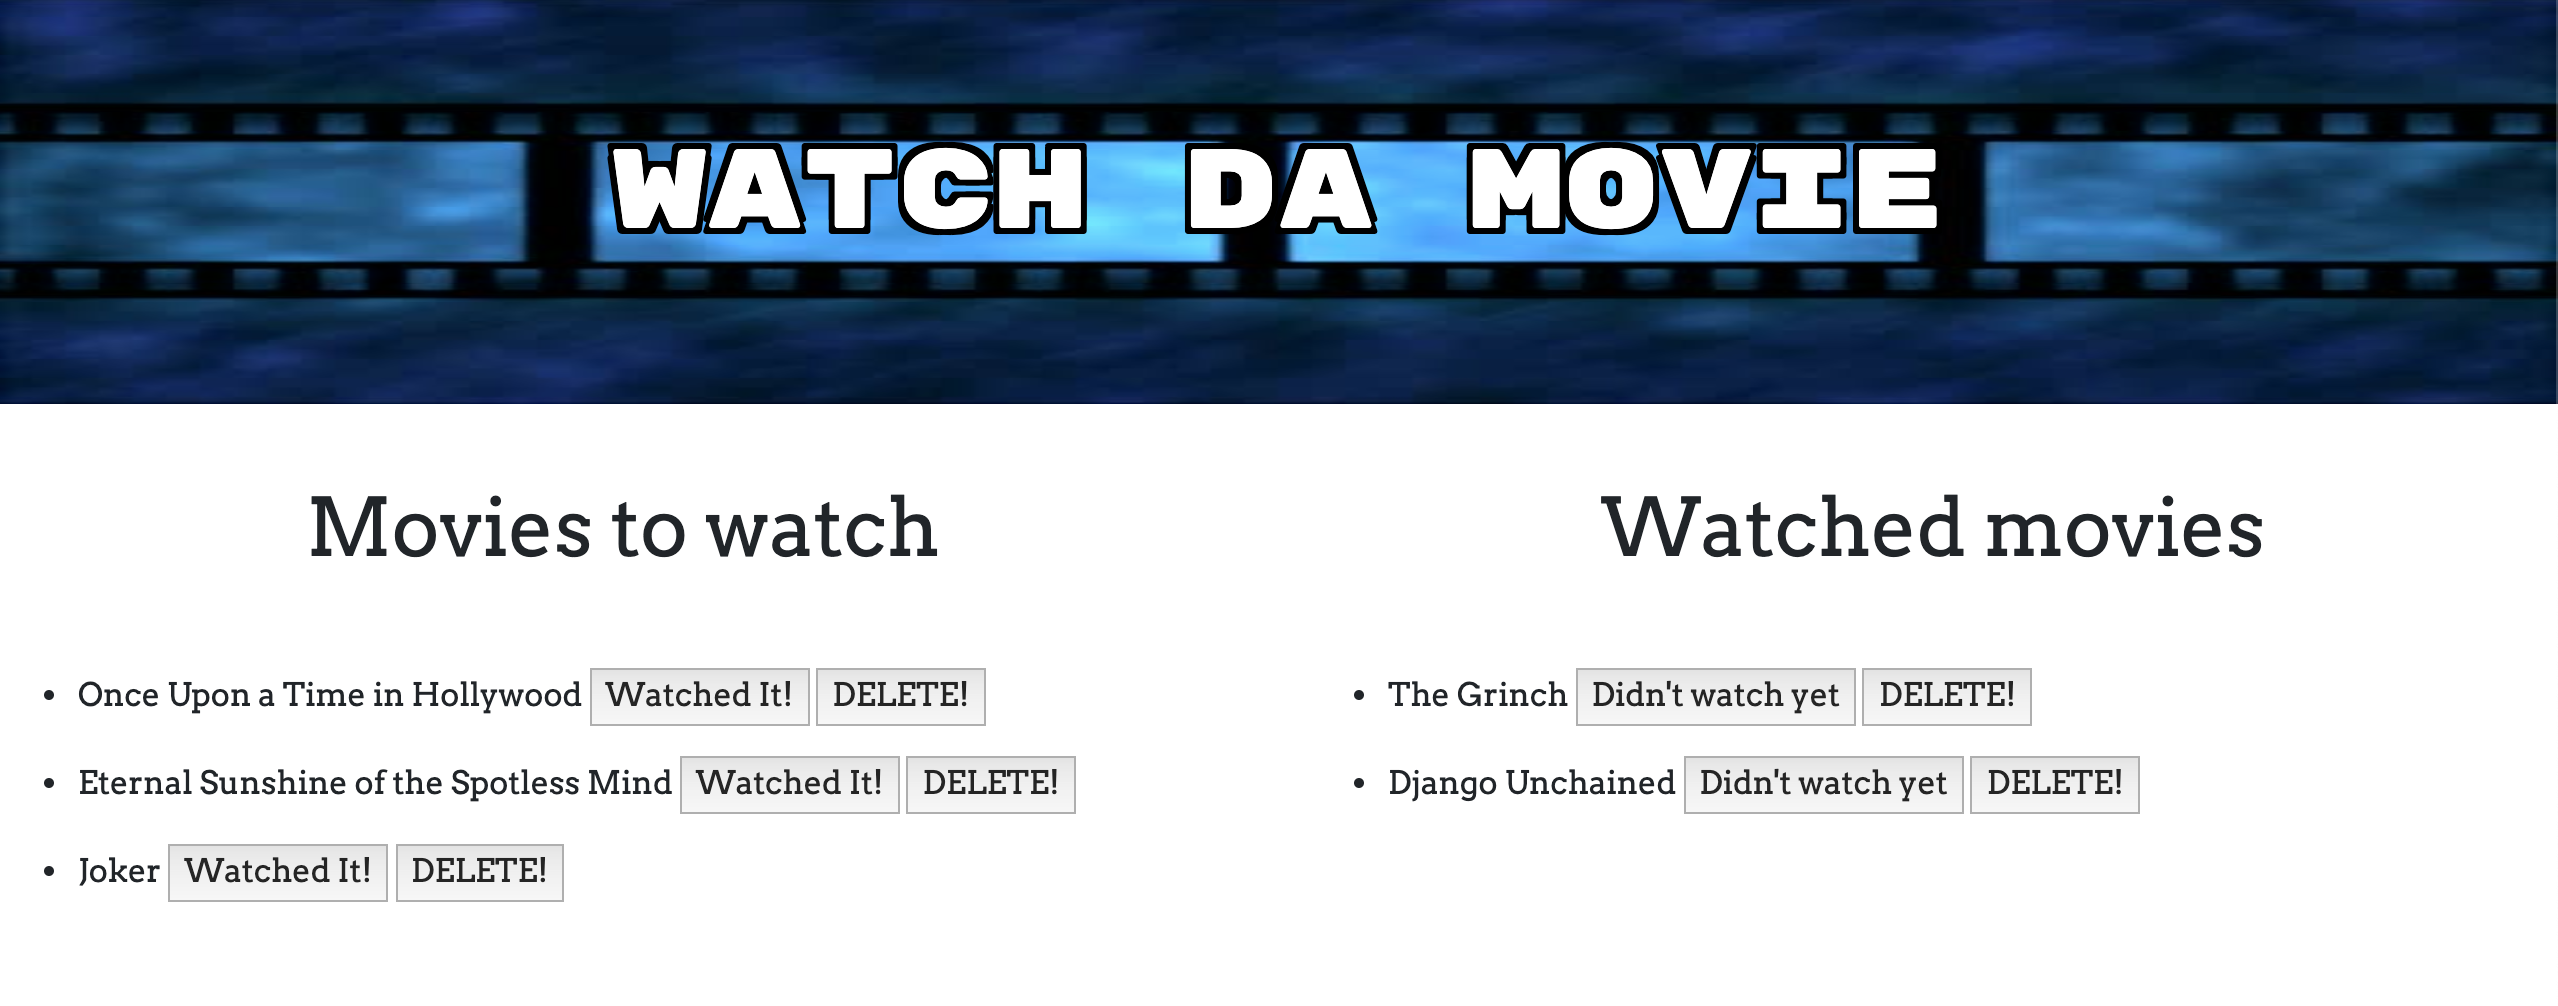 WATCH DA MOVIE
Movies to watch
Once Upon a Time in Hollywood Watched It! DELETE!
Eternal Sunshine of the Spotless Mind Watched It! DELETE!
Joker Watched It! DELETE!
Watched movies
The Grinch Didn't watch yet DELETE!
Django Unchained Didn't watch yet DELETE!